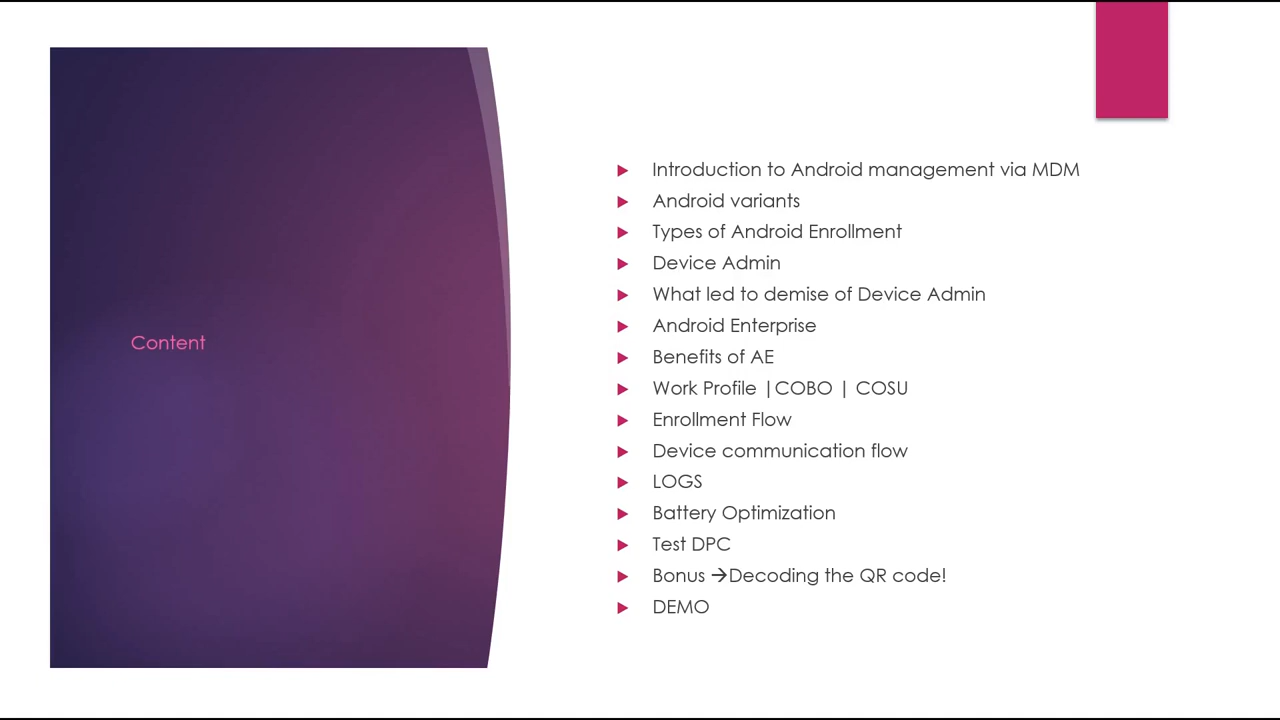 Content
Introduction to Android management via MDM
Android variants
Types of Android Enrollment
Device Admin
What led to demise of Device Admin
Android Enterprise
Benefits of AE
Work Profile |COBO | COSU
Enrollment Flow
Device communication flow
LOGS
Battery Optimization
Test DPC
Bonus →Decoding the QR code!
DEMO